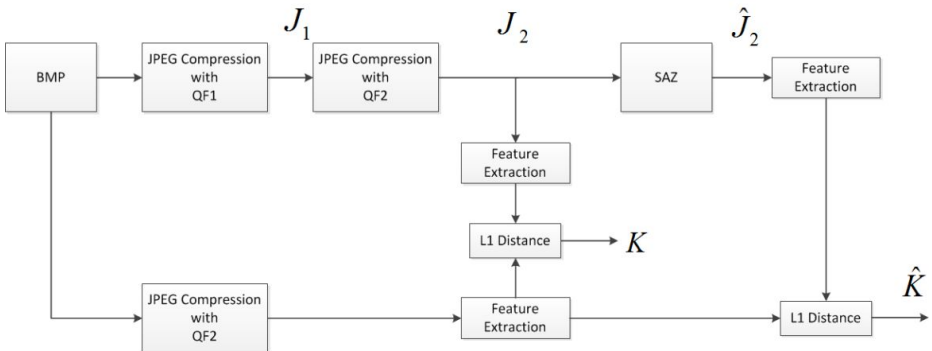 J₁
J₂
Ĵ₂
BMP
JPEG Compression
with
QF1
JPEG Compression
with
QF2
SAZ
Feature
Extraction
Feature
Extraction
L1 Distance
K
JPEG Compression
with
QF2
Feature
Extraction
L1 Distance
K̂